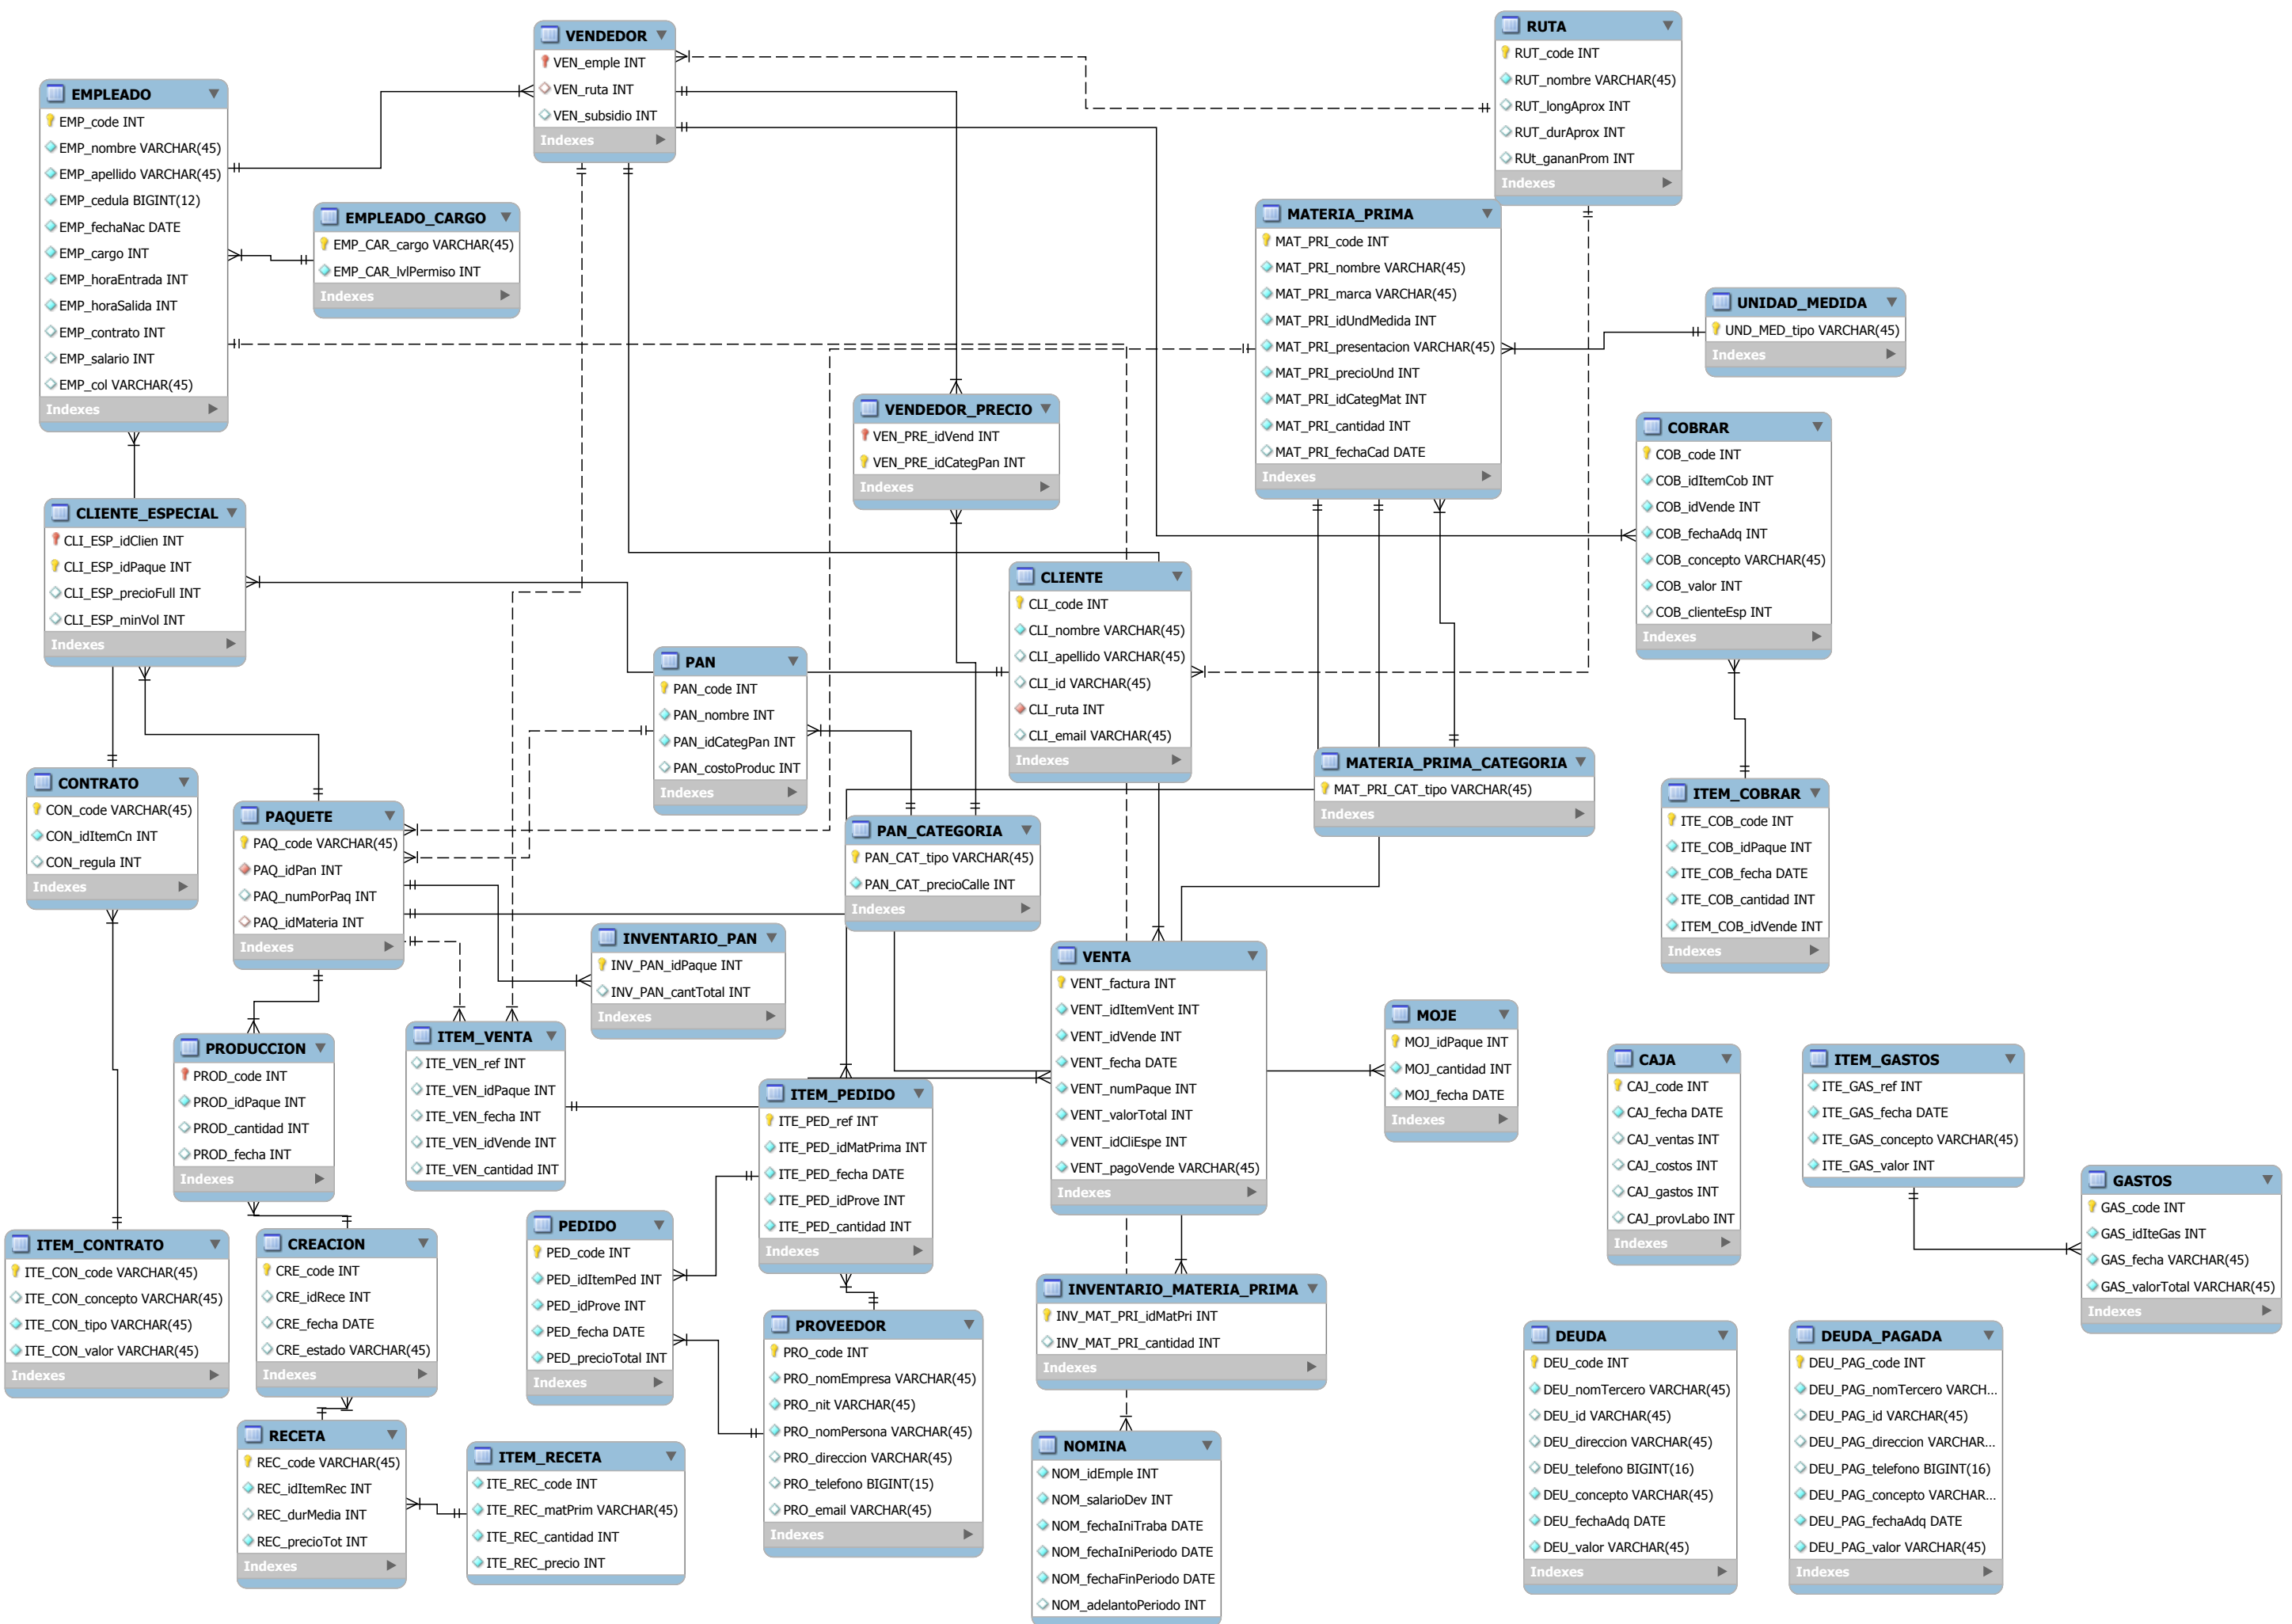 VENDEDOR
VEN_emple INT
VEN_ruta INT
VEN_subsidio INT
Indexes
RUTA
RUT_code INT
RUT_nombre VARCHAR(45)
RUT_longAprox INT
RUT_durAprox INT
RUt_gananProm INT
Indexes
EMPLEADO
EMP_code INT
EMP_nombre VARCHAR(45)
EMP_apellido VARCHAR(45)
EMP_cedula BIGINT(12)
EMP_fechaNac DATE
EMP_cargo INT
EMP_horaEntrada INT
EMP_horaSalida INT
EMP_contrato INT
EMP_salario INT
EMP_col VARCHAR(45)
Indexes
EMPLEADO_CARGO
EMP_CAR_cargo VARCHAR(45)
EMP_CAR_lvlPermiso INT
Indexes
MATERIA_PRIMA
MAT_PRI_code INT
MAT_PRI_nombre VARCHAR(45)
MAT_PRI_marca VARCHAR(45)
MAT_PRI_idUndMedida INT
MAT_PRI_presentacion VARCHAR(45)
MAT_PRI_precioUnd INT
MAT_PRI_idCategMat INT
MAT_PRI_cantidad INT
MAT_PRI_fechaCad DATE
Indexes
UNIDAD_MEDIDA
UND_MED_tipo VARCHAR(45)
Indexes
VENDEDOR_PRECIO
VEN_PRE_idVend INT
VEN_PRE_idCategPan INT
Indexes
COBRAR
COB_code INT
COB_idItemCob INT
COB_idVende INT
COB_fechaAdq INT
COB_concepto VARCHAR(45)
COB_valor INT
COB_clienteEsp INT
Indexes
CLIENTE_ESPECIAL
CLI_ESP_idClien INT
CLI_ESP_idPaque INT
CLI_ESP_precioFull INT
CLI_ESP_minVol INT
Indexes
CLIENTE
CLI_code INT
CLI_nombre VARCHAR(45)
CLI_apellido VARCHAR(45)
CLI_id VARCHAR(45)
CLI_ruta INT
CLI_email VARCHAR(45)
Indexes
PAN
PAN_code INT
PAN_nombre INT
PAN_idCategPan INT
PAN_costoProduc INT
Indexes
MATERIA_PRIMA_CATEGORIA
MAT_PRI_CAT_tipo VARCHAR(45)
Indexes
CONTRATO
CON_code VARCHAR(45)
CON_idItemCn INT
CON_regula INT
Indexes
ITEM_COBRAR
ITE_COB_code INT
ITE_COB_idPaque INT
ITE_COB_fecha DATE
ITE_COB_cantidad INT
ITEM_COB_idVende INT
Indexes
PAQUETE
PAQ_code VARCHAR(45)
PAQ_idPan INT
PAQ_numPorPaq INT
PAQ_idMateria INT
Indexes
PAN_CATEGORIA
PAN_CAT_tipo VARCHAR(45)
PAN_CAT_precioCalle INT
Indexes
INVENTARIO_PAN
INV_PAN_idPaque INT
INV_PAN_cantTotal INT
Indexes
VENTA
VENT_factura INT
VENT_idItemVent INT
VENT_idVende INT
VENT_fecha DATE
VENT_numPaque INT
VENT_valorTotal INT
VENT_idCliEspe INT
VENT_pagoVende VARCHAR(45)
Indexes
MOJE
MOJ_idPaque INT
MOJ_cantidad INT
MOJ_fecha DATE
Indexes
ITEM_VENTA
ITE_VEN_ref INT
ITE_VEN_idPaque INT
ITE_VEN_fecha INT
ITE_VEN_idVende INT
ITE_VEN_cantidad INT
PRODUCCION
PROD_code INT
PROD_idPaque INT
PROD_cantidad INT
PROD_fecha INT
Indexes
CAJA
CAJ_code INT
CAJ_fecha DATE
CAJ_ventas INT
CAJ_costos INT
CAJ_gastos INT
CAJ_provLabo INT
Indexes
ITEM_GASTOS
ITE_GAS_ref INT
ITE_GAS_fecha DATE
ITE_GAS_concepto VARCHAR(45)
ITE_GAS_valor INT
ITEM_PEDIDO
ITE_PED_ref INT
ITE_PED_idMatPrima INT
ITE_PED_fecha DATE
ITE_PED_idProve INT
ITE_PED_cantidad INT
Indexes
GASTOS
GAS_code INT
GAS_idIteGas INT
GAS_fecha VARCHAR(45)
GAS_valorTotal VARCHAR(45)
Indexes
PEDIDO
PED_code INT
PED_idItemPed INT
PED_idProve INT
PED_fecha DATE
PED_precioTotal INT
Indexes
ITEM_CONTRATO
ITE_CON_code VARCHAR(45)
ITE_CON_concepto VARCHAR(45)
ITE_CON_tipo VARCHAR(45)
ITE_CON_valor VARCHAR(45)
Indexes
CREACION
CRE_code INT
CRE_idRece INT
CRE_fecha DATE
CRE_estado VARCHAR(45)
Indexes
INVENTARIO_MATERIA_PRIMA
INV_MAT_PRI_idMatPri INT
INV_MAT_PRI_cantidad INT
Indexes
PROVEEDOR
PRO_code INT
PRO_nomEmpresa VARCHAR(45)
PRO_nit VARCHAR(45)
PRO_nomPersona VARCHAR(45)
PRO_direccion VARCHAR(45)
PRO_telefono BIGINT(15)
PRO_email VARCHAR(45)
Indexes
DEUDA
DEU_code INT
DEU_nomTercero VARCHAR(45)
DEU_id VARCHAR(45)
DEU_direccion VARCHAR(45)
DEU_telefono BIGINT(16)
DEU_concepto VARCHAR(45)
DEU_fechaAdq DATE
DEU_valor VARCHAR(45)
Indexes
DEUDA_PAGADA
DEU_PAG_code INT
DEU_PAG_nomTercero VARCH...
DEU_PAG_id VARCHAR(45)
DEU_PAG_direccion VARCHAR...
DEU_PAG_telefono BIGINT(16)
DEU_PAG_concepto VARCHAR...
DEU_PAG_fechaAdq DATE
DEU_PAG_valor VARCHAR(45)
Indexes
RECETA
REC_code VARCHAR(45)
REC_idItemRec INT
REC_durMedia INT
REC_precioTot INT
Indexes
ITEM_RECETA
ITE_REC_code INT
ITE_REC_matPrim VARCHAR(45)
ITE_REC_cantidad INT
ITE_REC_precio INT
NOMINA
NOM_idEmple INT
NOM_salarioDev INT
NOM_fechaIniTraba DATE
NOM_fechaIniPeriodo DATE
NOM_fechaFinPeriodo DATE
NOM_adelantoPeriodo INT